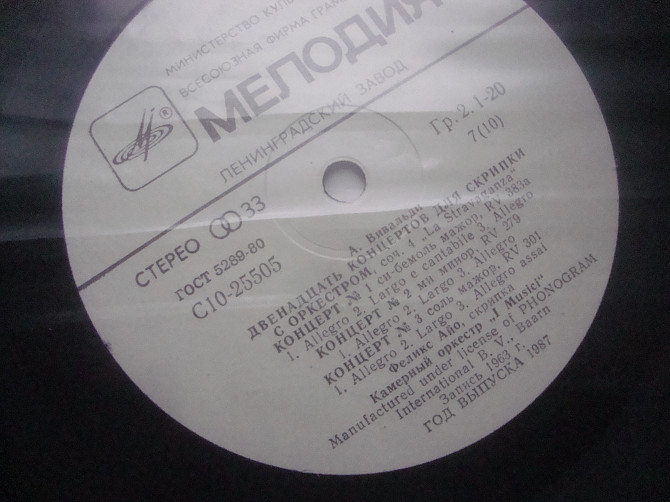 МИНИСТЕРСТВО
ВСЕСОЮЗНАЯ ФИРМА
МЕЛОДИЯ
ЛЕНИНГРАДСКИЙ ЗАВОД
Гр. 2. 1-20
7(10)
СТЕРЕО 33
ГОСТ 5289-80
С10-25505
А. Вивальди
ДВЕНАДЦАТЬ КОНЦЕРТОВ ДЛЯ СКРИПКИ
С ОРКЕСТРОМ, соч. 4 „La Stravaganza"
КОНЦЕРТ № 1 си-бемоль мажор, RV 383a
1. Allegro 2. Largo e cantabile 3. Allegro
КОНЦЕРТ № 2 ми минор, RV 279
1. Allegro 2. Largo 3. Allegro
КОНЦЕРТ № 3 соль мажор, RV 301
1. Allegro 2. Largo 3. Allegro assai
Феликс Айо, скрипка
Камерный оркестр „I Musici"
Manufactured under license of PHONOGRAM
International B. V., Baarn
Запись 1963 г.
ГОД ВЫПУСКА 1987